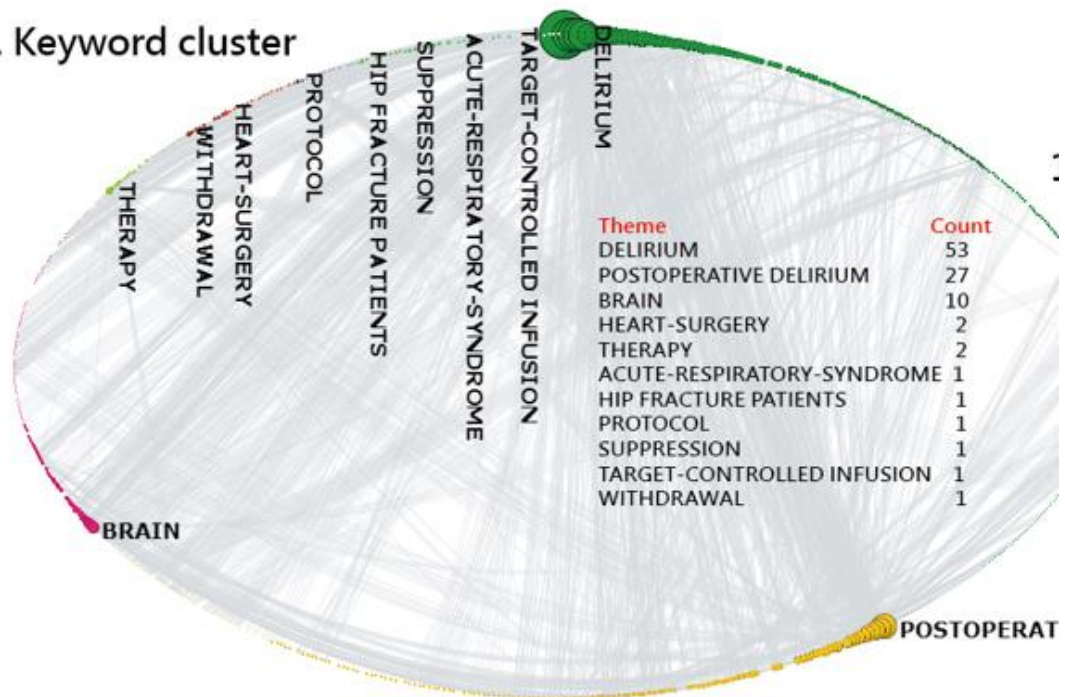 . Keyword cluster
DELIRIUM
TARGET-CONTROLLED INFUSION
ACUTE-RESPIRATORY-SYNDROME
SUPPRESSION
HIP FRACTURE PATIENTS
PROTOCOL
HEART-SURGERY
WITHDRAWAL
THERAPY
Theme Count
DELIRIUM 53
POSTOPERATIVE DELIRIUM 27
BRAIN 10
HEART-SURGERY 2
THERAPY 2
ACUTE-RESPIRATORY-SYNDROME 1
HIP FRACTURE PATIENTS 1
PROTOCOL 1
SUPPRESSION 1
TARGET-CONTROLLED INFUSION 1
WITHDRAWAL 1
BRAIN
POSTOPERAT